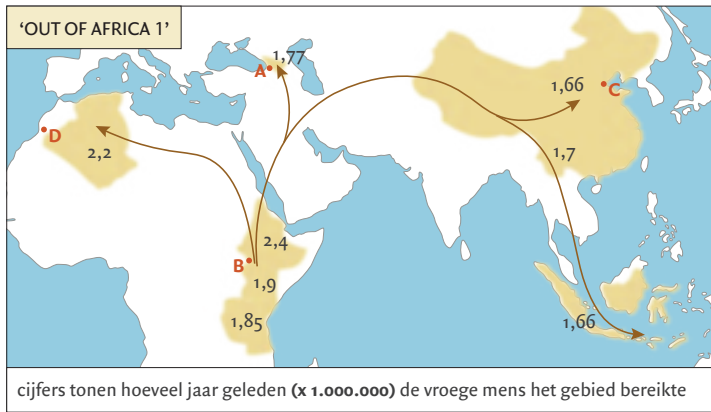 ‘OUT OF AFRICA 1’
1,77
A
1,66
C
D
2,2
1,7
2,4
B
1,9
1,85
1,66
cijfers tonen hoeveel jaar geleden (x 1.000.000) de vroege mens het gebied bereikte